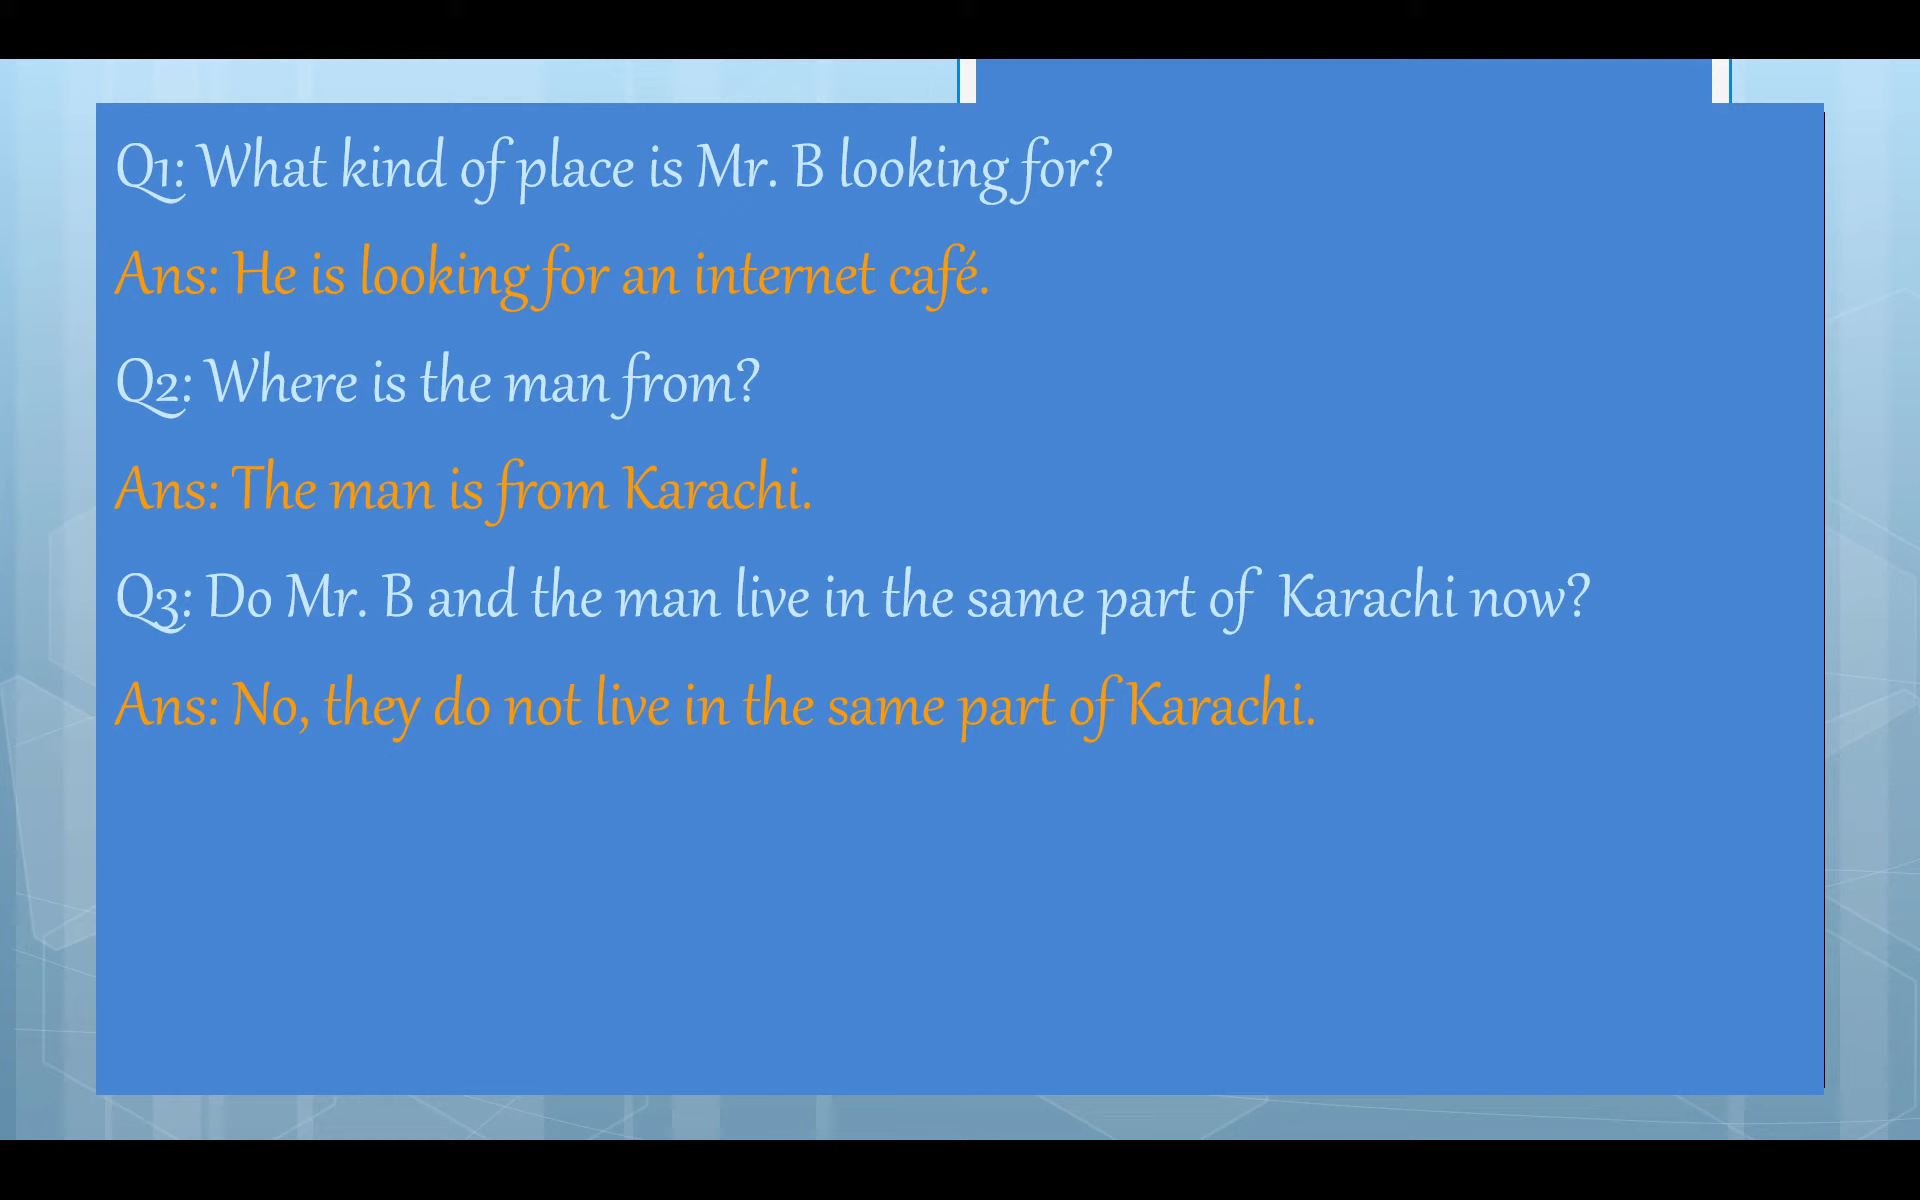 Q1: What kind of place is Mr. B looking for?
Ans: He is looking for an internet café.
Q2: Where is the man from?
Ans: The man is from Karachi.
Q3: Do Mr. B and the man live in the same part of Karachi now?
Ans: No, they do not live in the same part of Karachi.